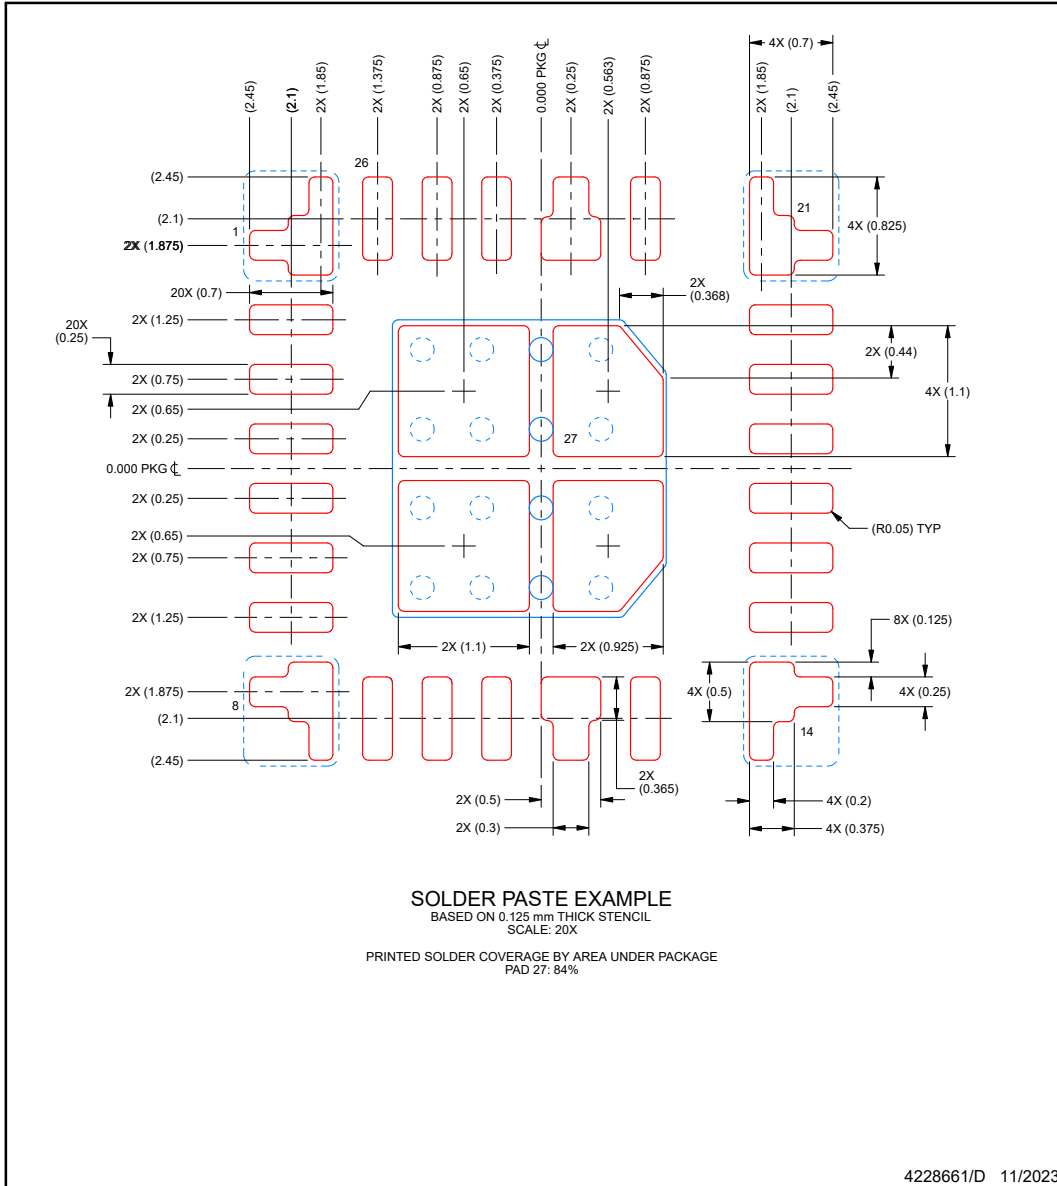 (2.45)
(2.1)
2X (1.85)
2X (1.375)
2X (0.875)
2X (0.65)
2X (0.375)
0.000 PKG ℄
2X (0.25)
2X (0.563)
2X (0.875)
4X (0.7)
2X (1.85)
(2.1)
(2.45)
26
(2.45)
(2.1)
1
2X (1.875)
21
4X (0.825)
20X (0.7)
2X
(0.368)
2X (1.25)
20X
(0.25)
2X (0.44)
2X (0.75)
4X (1.1)
2X (0.65)
2X (0.25)
27
0.000 PKG ℄
2X (0.25)
(R0.05) TYP
2X (0.65)
2X (0.75)
2X (1.25)
8X (0.125)
2X (1.1)
2X (0.925)
2X (1.875)
8
4X (0.5)
4X (0.25)
(2.1)
14
(2.45)
2X
(0.365)
2X (0.5)
4X (0.2)
2X (0.3)
4X (0.375)
SOLDER PASTE EXAMPLE
BASED ON 0.125 mm THICK STENCIL
SCALE: 20X
PRINTED SOLDER COVERAGE BY AREA UNDER PACKAGE
PAD 27: 84%
4228661/D 11/2023